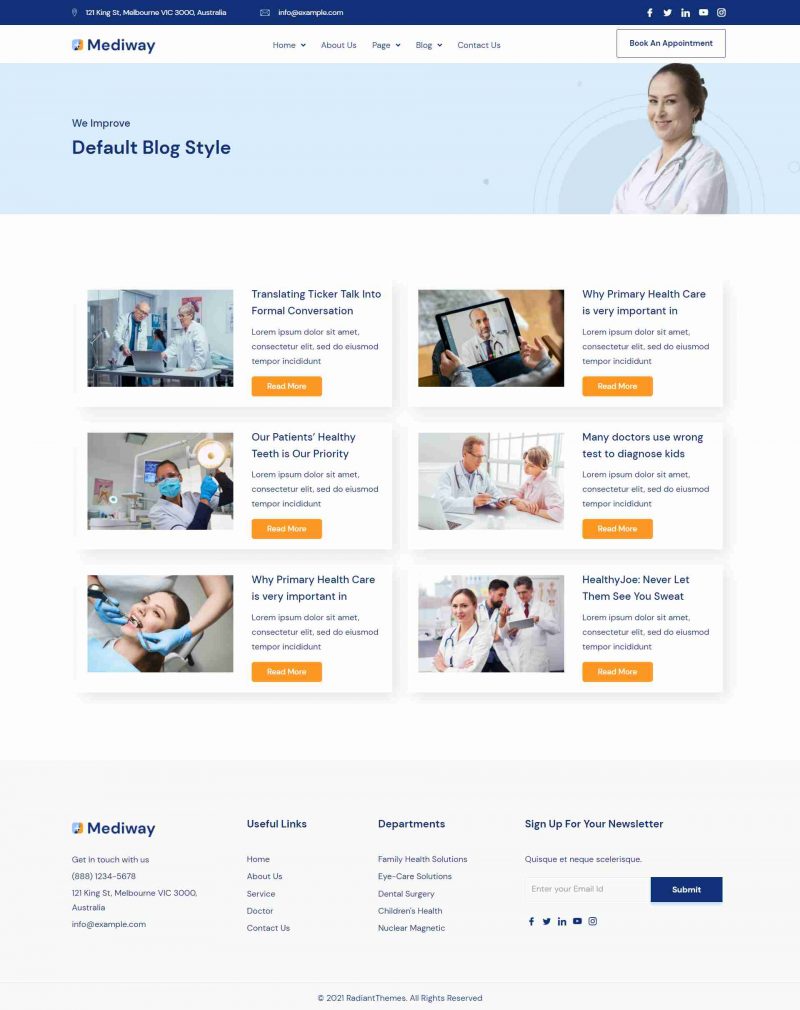 121 King St, Melbourne VIC 3000, Australia
info@example.com
Mediway
Home
About Us
Page
Blog
Contact Us
Book An Appointment
We Improve
Default Blog Style
Translating Ticker Talk Into
Formal Conversation
Lorem ipsum dolor sit amet,
consectetur elit, sed do eiusmod
tempor incididunt
Read More
Why Primary Health Care
is very important in
Lorem ipsum dolor sit amet,
consectetur elit, sed do eiusmod
tempor incididunt
Read More
Our Patients’ Healthy
Teeth is Our Priority
Lorem ipsum dolor sit amet,
consectetur elit, sed do eiusmod
tempor incididunt
Read More
Many doctors use wrong
test to diagnose kids
Lorem ipsum dolor sit amet,
consectetur elit, sed do eiusmod
tempor incididunt
Read More
Why Primary Health Care
is very important in
Lorem ipsum dolor sit amet,
consectetur elit, sed do eiusmod
tempor incididunt
Read More
HealthyJoe: Never Let
Them See You Sweat
Lorem ipsum dolor sit amet,
consectetur elit, sed do eiusmod
tempor incididunt
Read More
Mediway
Get in touch with us
(888) 1234-5678
121 King St, Melbourne VIC 3000,
Australia
info@example.com
Useful Links
Home
About Us
Service
Doctor
Contact Us
Departments
Family Health Solutions
Eye-Care Solutions
Dental Surgery
Children's Health
Nuclear Magnetic
Sign Up For Your Newsletter
Quisque et neque scelerisque.
Enter your Email Id
Submit
© 2021 RadiantThemes. All Rights Reserved